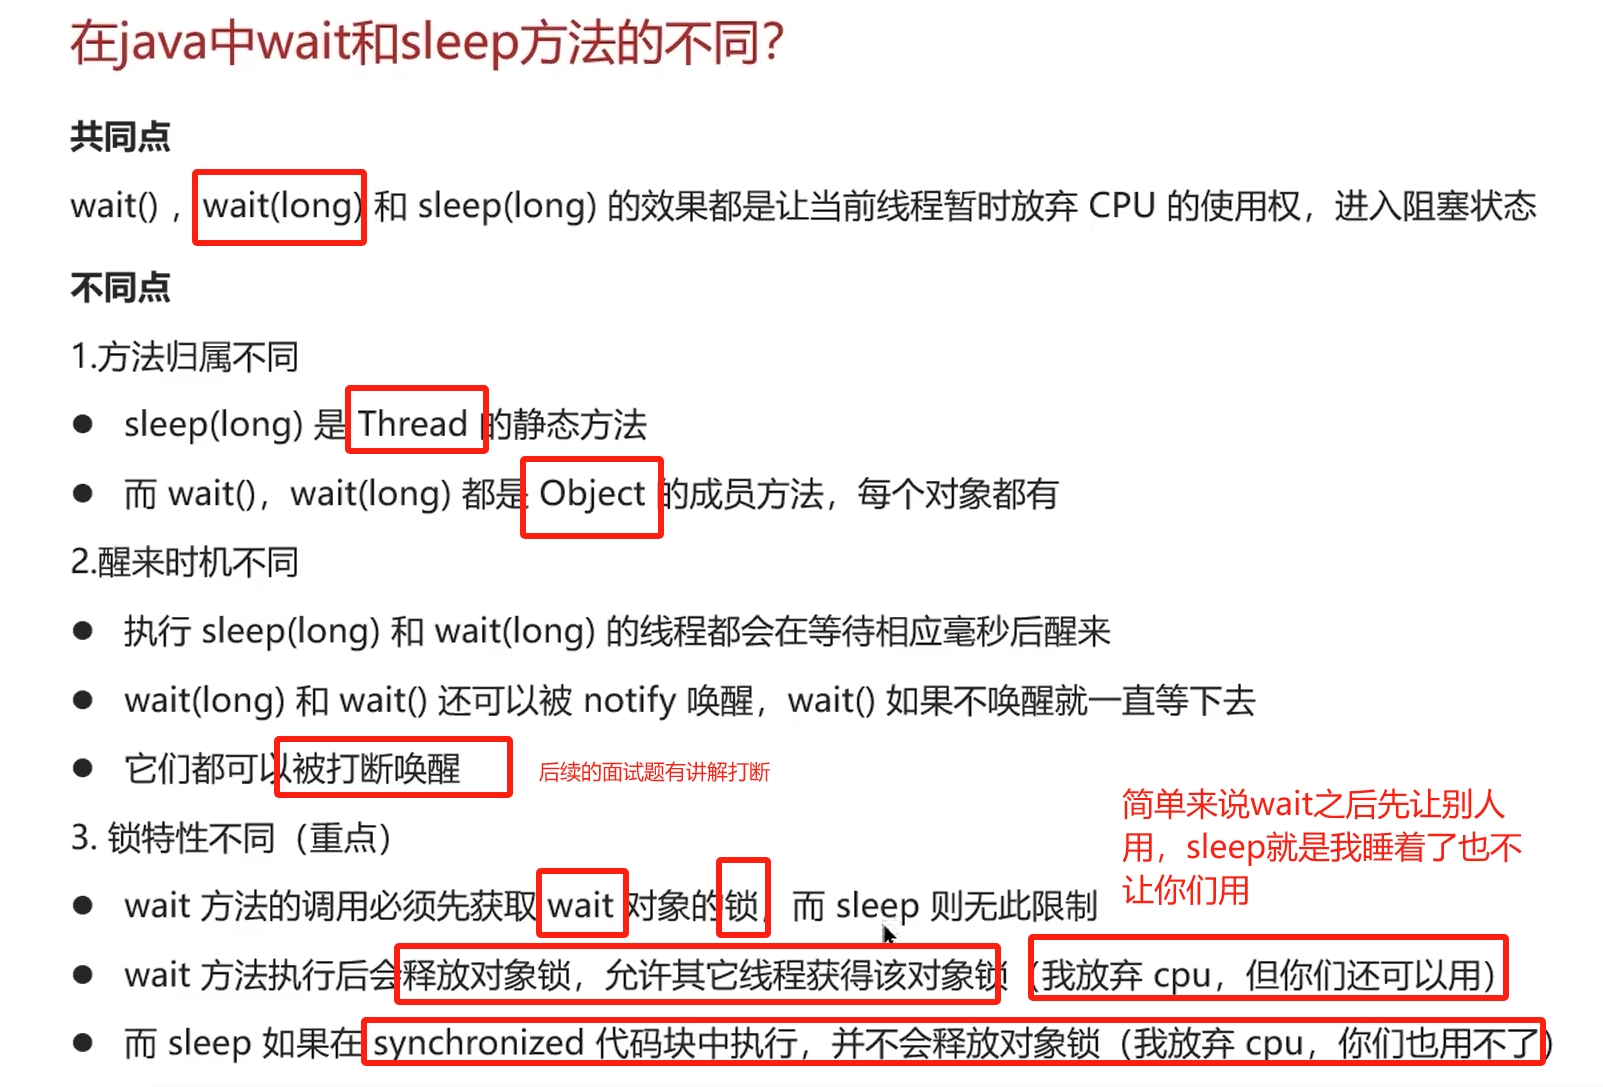 在java中wait和sleep方法的不同?
共同点
wait() ，wait(long) 和 sleep(long) 的效果都是让当前线程暂时放弃 CPU 的使用权，进入阻塞状态
不同点
1.方法归属不同
● sleep(long) 是 Thread 的静态方法
● 而 wait()，wait(long) 都是 Object 的成员方法，每个对象都有
2.醒来时机不同
● 执行 sleep(long) 和 wait(long) 的线程都会在等待相应毫秒后醒来
● wait(long) 和 wait() 还可以被 notify 唤醒，wait() 如果不唤醒就一直等下去
● 它们都可以被打断唤醒
后续的面试题有讲解打断
3. 锁特性不同（重点）
简单来说wait之后先让别人
用，sleep就是我睡着了也不
让你们用
● wait 方法的调用必须先获取 wait 对象的锁，而 sleep 则无此限制
● wait 方法执行后会释放对象锁，允许其它线程获得该对象锁（我放弃 cpu，但你们还可以用）
● 而 sleep 如果在 synchronized 代码块中执行，并不会释放对象锁（我放弃 cpu，你们也用不了）